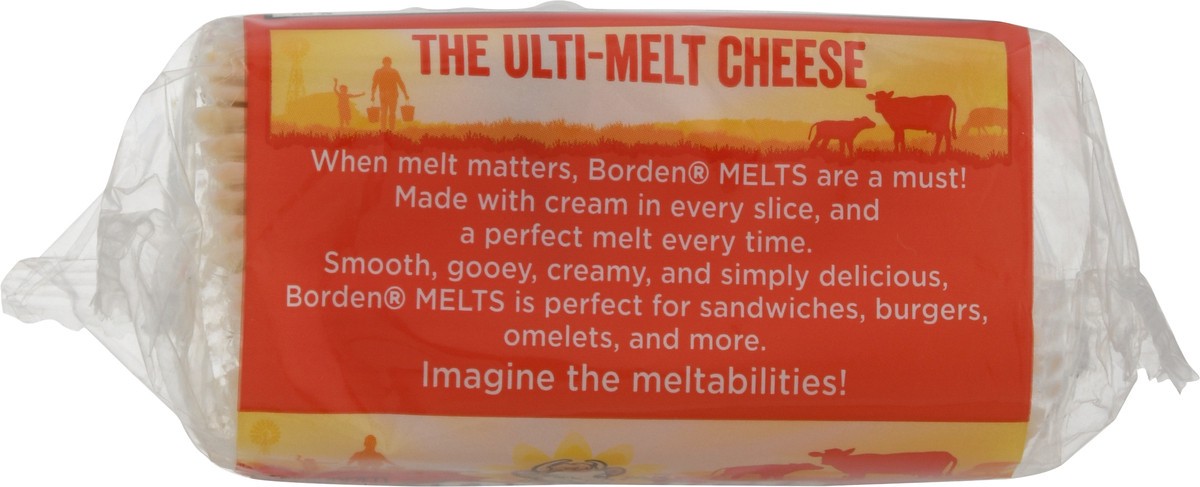 THE ULTI-MELT CHEESE
When melt matters, Borden® MELTS are a must!
Made with cream in every slice, and
a perfect melt every time.
Smooth, gooey, creamy, and simply delicious,
Borden® MELTS is perfect for sandwiches, burgers,
omelets, and more.
Imagine the meltabilities!